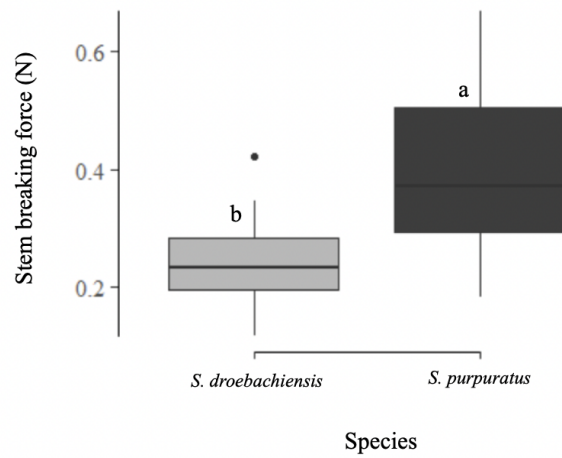 Stem breaking force (N)
0.6
0.4
0.2
a
b
S. droebachiensis
S. purpuratus
Species